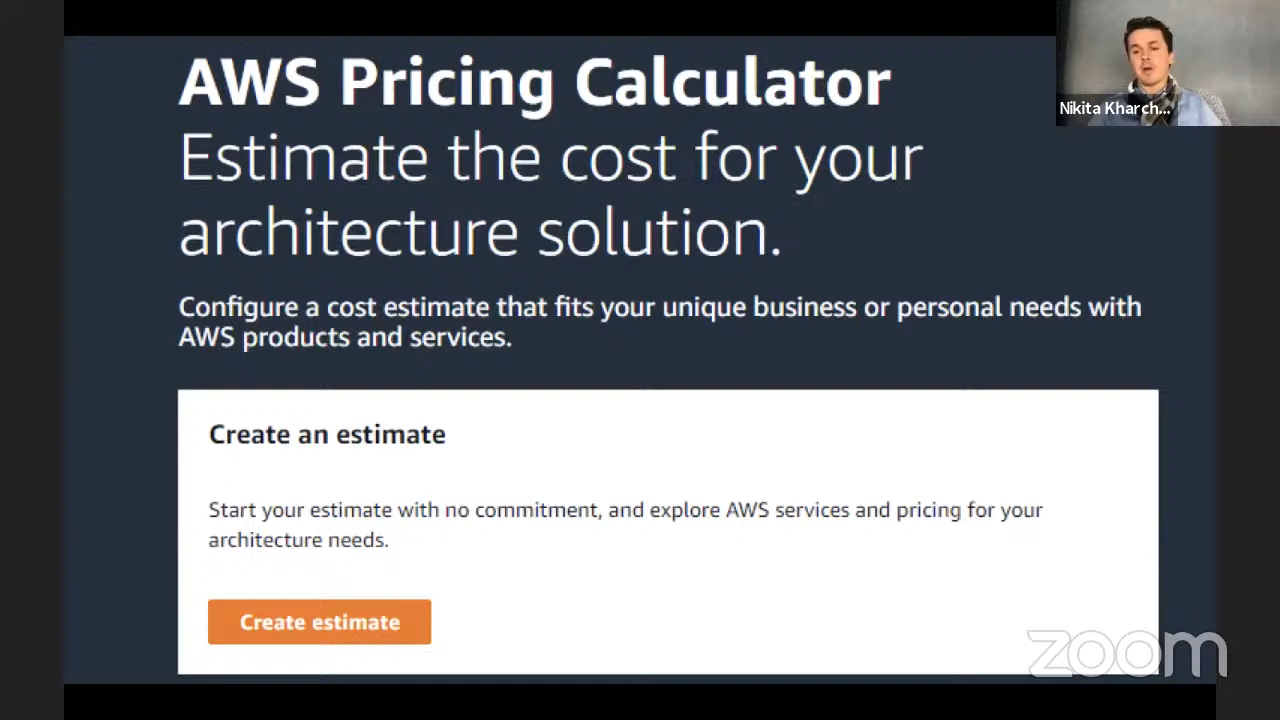 AWS Pricing Calculator
Estimate the cost for your
architecture solution.
Configure a cost estimate that fits your unique business or personal needs with
AWS products and services.
Create an estimate
Start your estimate with no commitment, and explore AWS services and pricing for your
architecture needs.
Create estimate
Nikita Kharch...
zoom